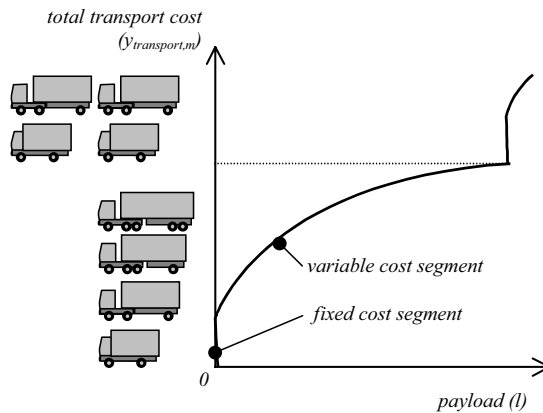 total transport cost
(ytransport,m)
variable cost segment
fixed cost segment
0
payload (l)